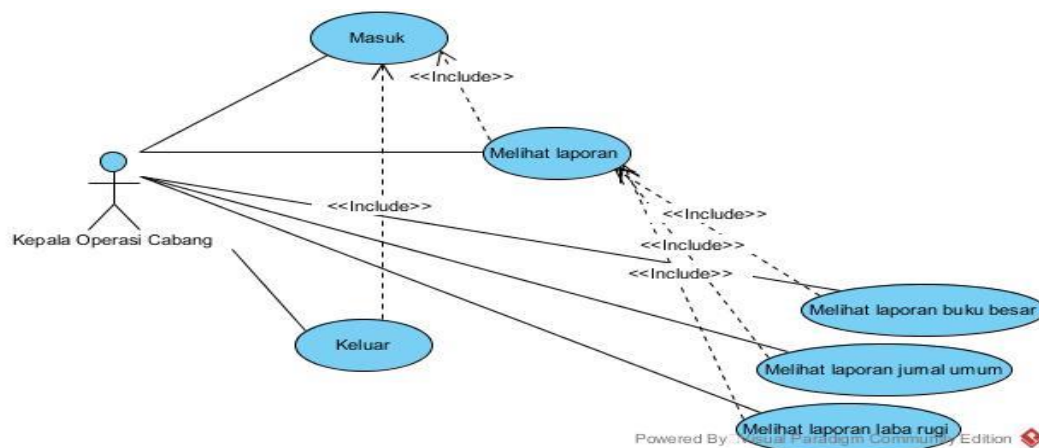 Masuk
<<Include>>
Melihat laporan
<<Include>>
<<Include>>
Kepala Operasi Cabang
<<Include>>
<<Include>>
Melihat laporan buku besar
Keluar
Melihat laporan jurnal umum
Melihat laporan laba rugi
Powered By Visual Paradigm Community Edition